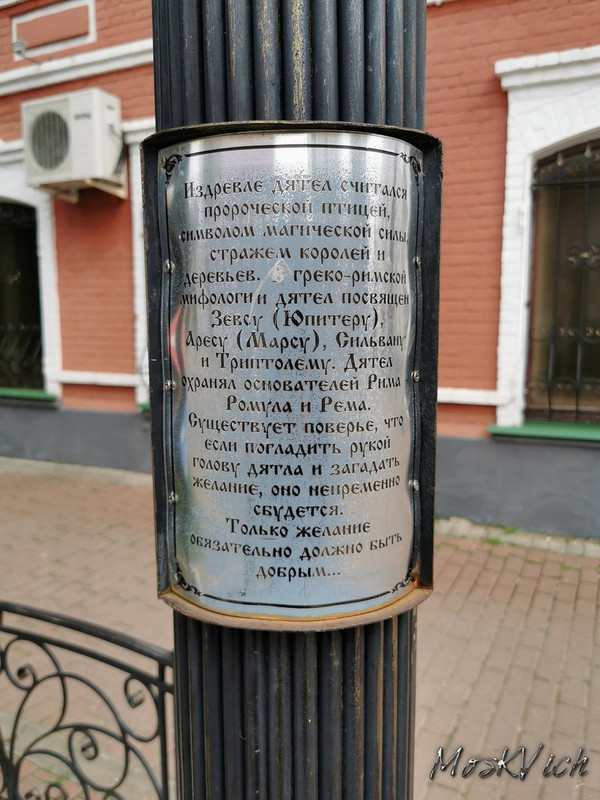 Издревле дятел считался
пророческой птицей,
символом магической силы,
стражем королей и
деревьев. В греко-римской
мифологии дятел посвящен
Зевсу (Юпитеру),
Аресу (Марсу), Сильвану
и Триптолему. Дятел
охранял основателей Рима
Ромула и Рема.
Существует поверье, что
если погладить рукой
голову дятла и загадать
желание, оно непременно
сбудется.
Только желание
обязательно должно быть
добрым...
MosKVich